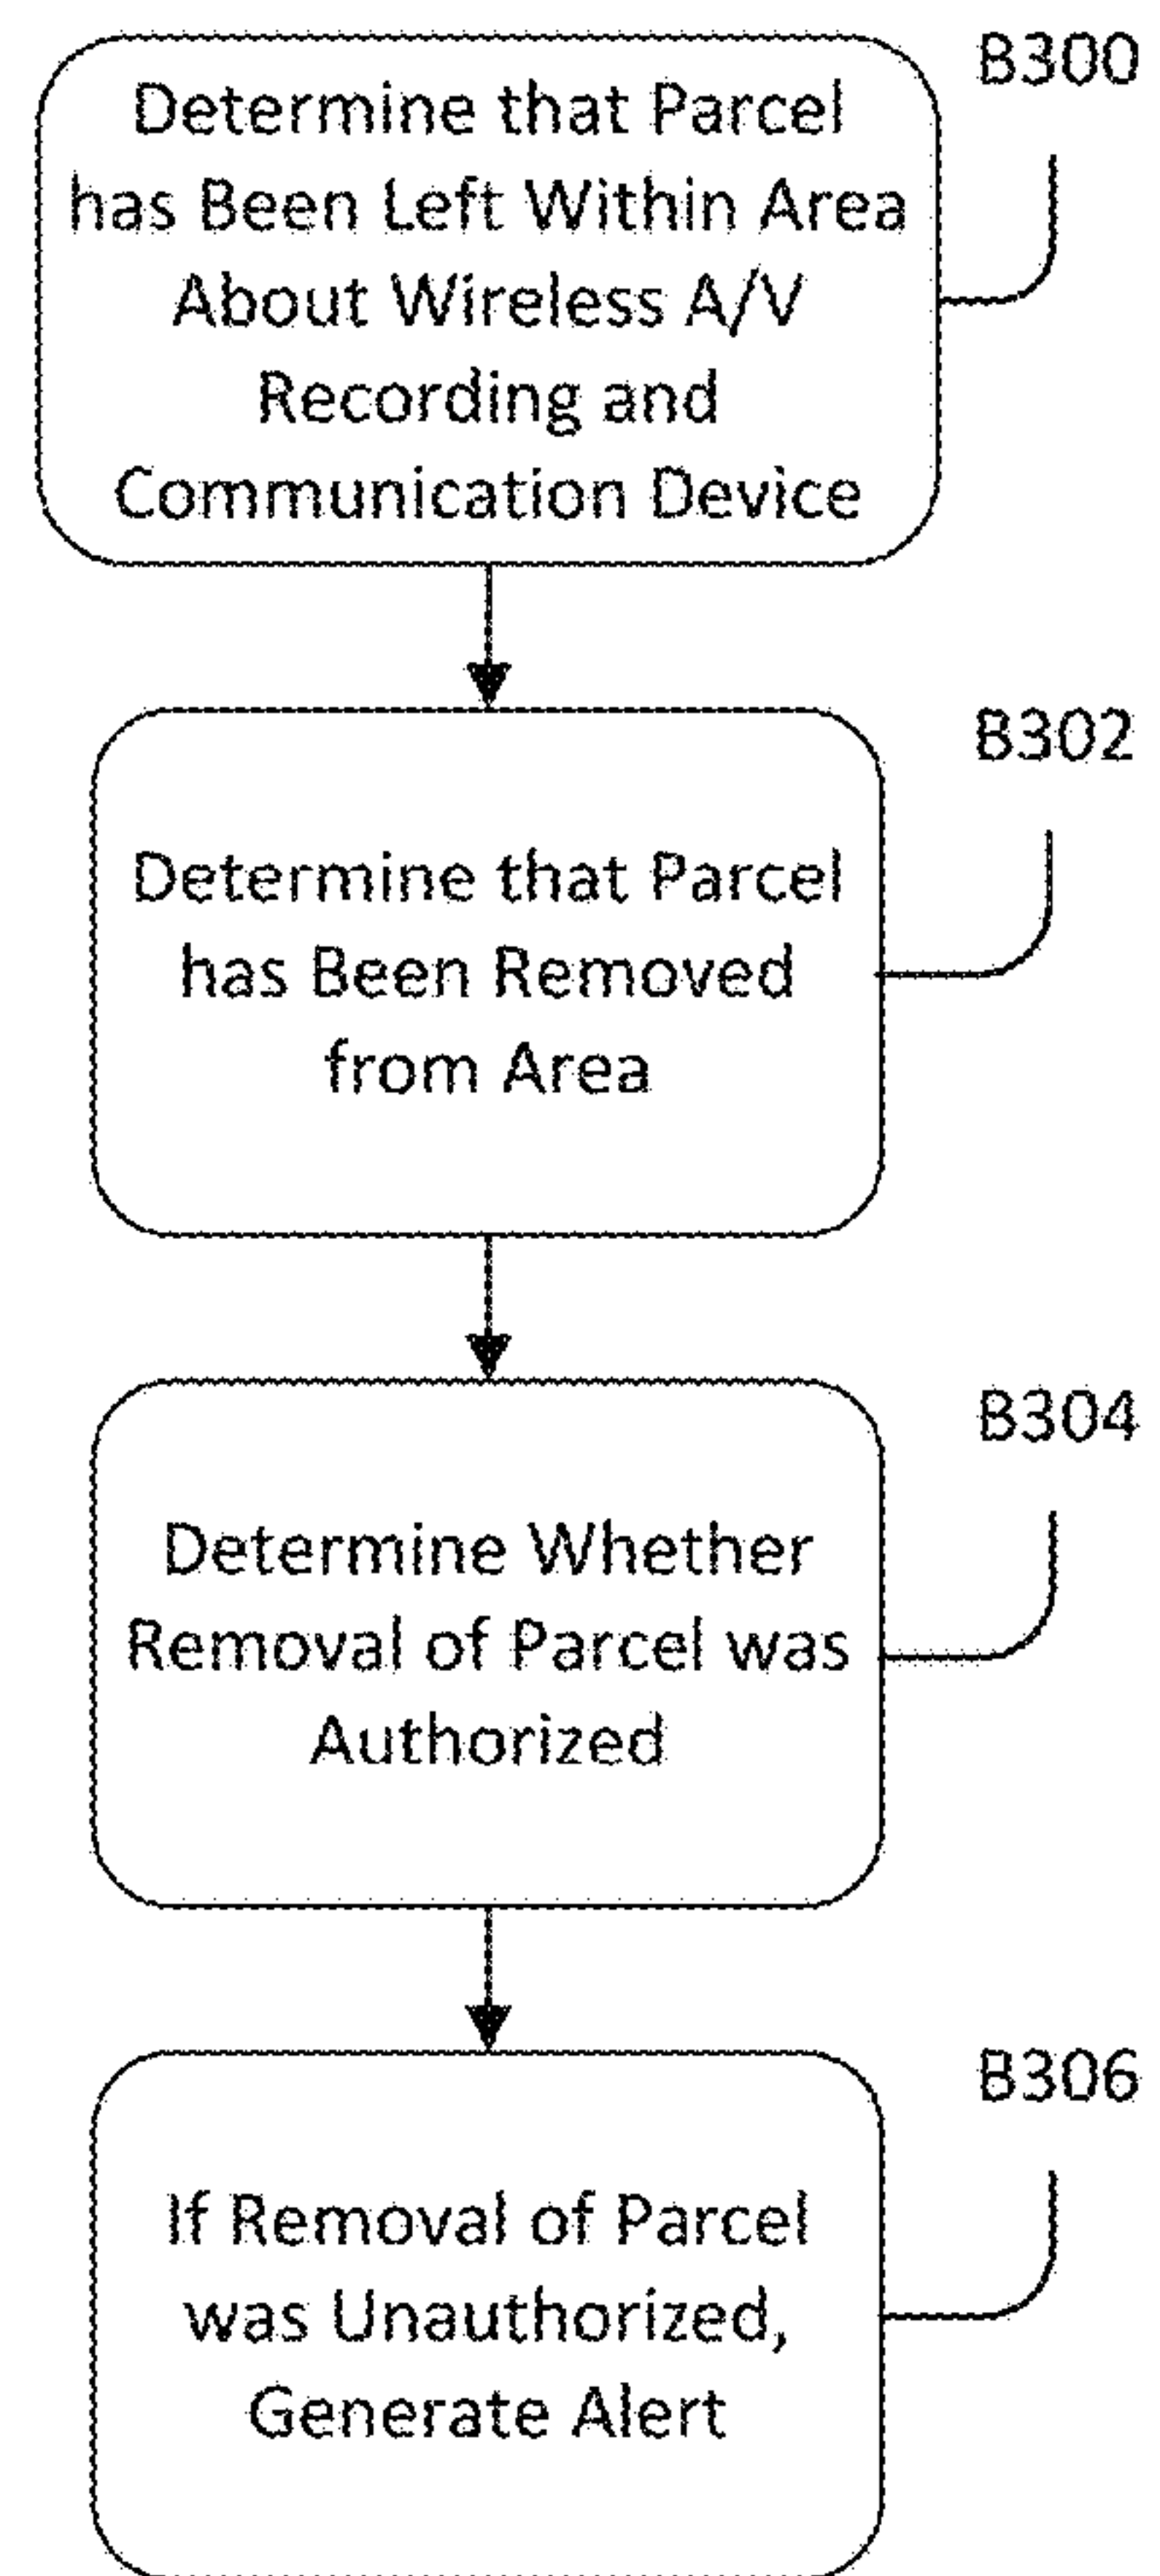 B300
Determine that Parcel
has Been Left Within Area
About Wireless A/V
Recording and
Communication Device
B302
Determine that Parcel
has Been Removed
from Area
B304
Determine Whether
Removal of Parcel was
Authorized
B306
If Removal of Parcel
was Unauthorized,
Generate Alert